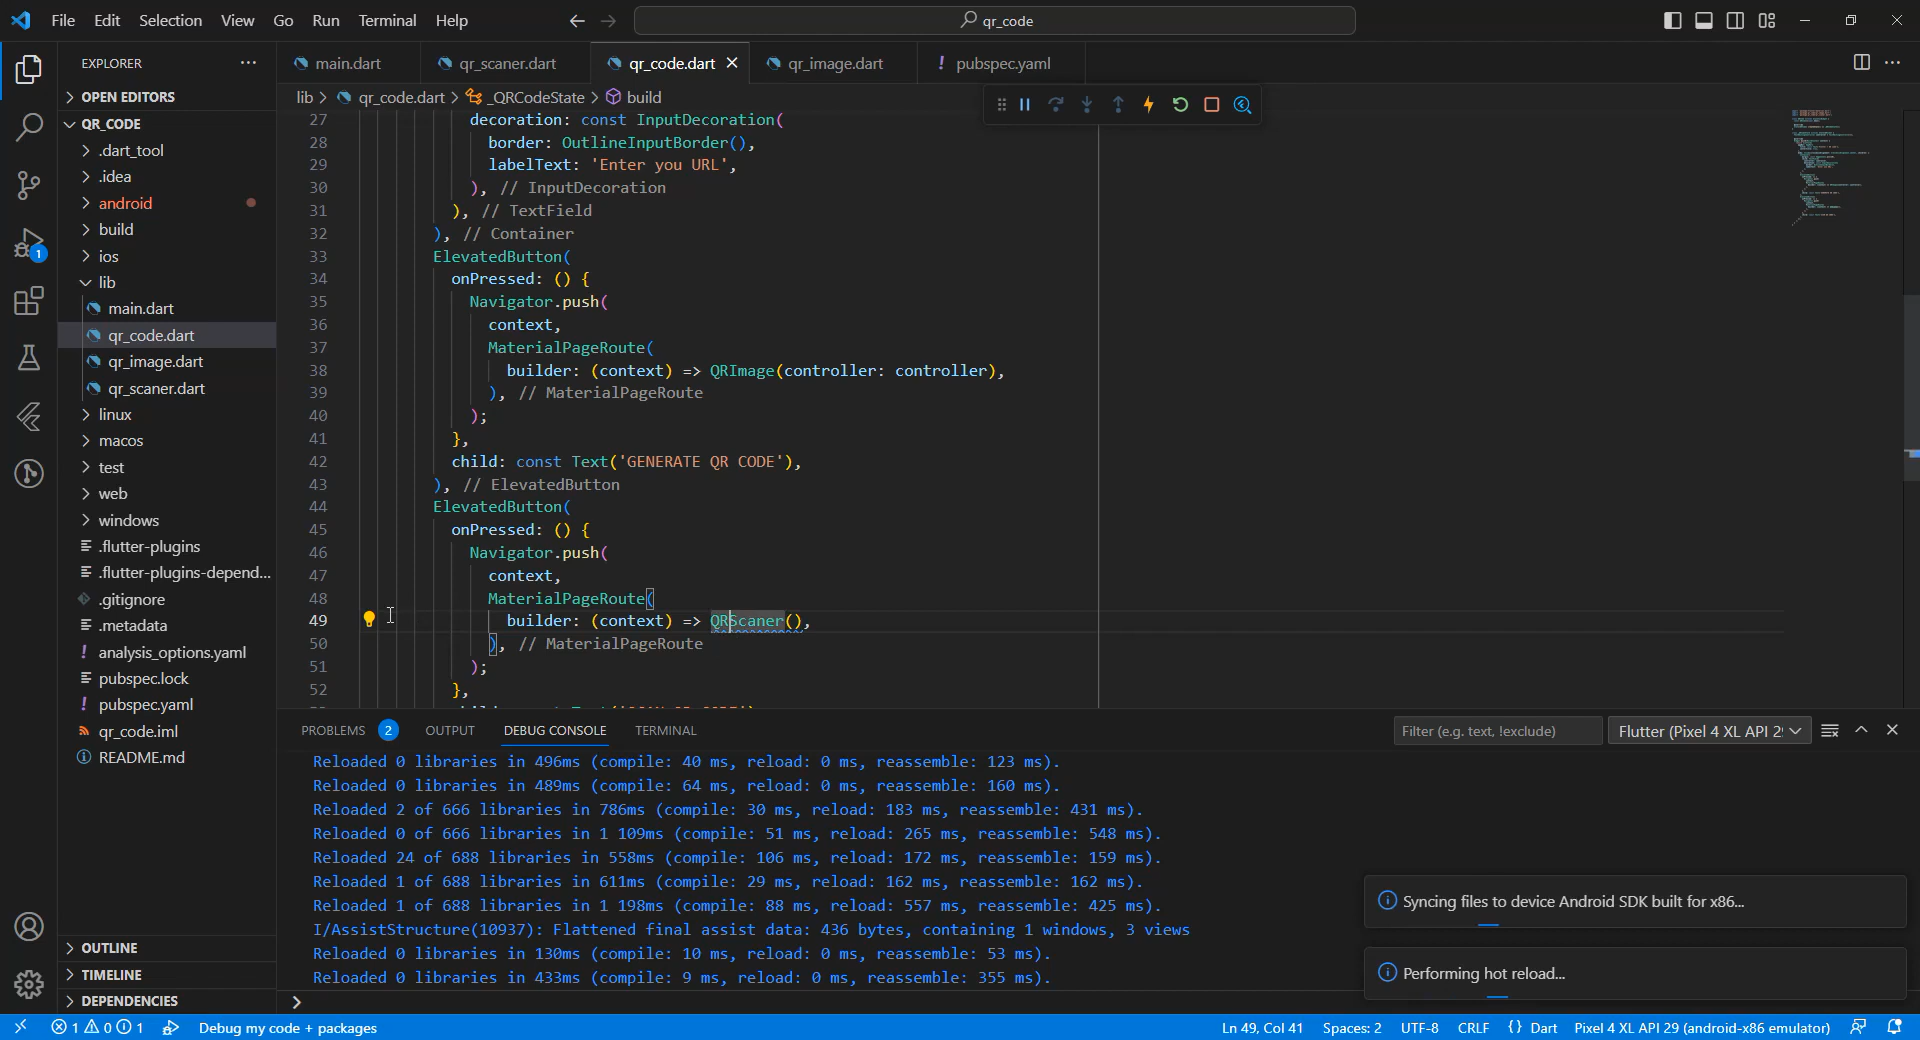 File Edit Selection View Go Run Terminal Help
qr_code
EXPLORER
main.dart
qr_scaner.dart
qr_code.dart
qr_image.dart
! pubspec.yaml
OPEN EDITORS
lib > qr_code.dart > _QRCodeState > build
QR_CODE
.dart_tool
.idea
android
build
ios
lib
main.dart
qr_code.dart
qr_image.dart
qr_scaner.dart
linux
macos
test
web
windows
.flutter-plugins
.flutter-plugins-depend...
.gitignore
.metadata
! analysis_options.yaml
pubspec.lock
! pubspec.yaml
qr_code.iml
README.md
OUTLINE
TIMELINE
DEPENDENCIES
1
27 decoration: const InputDecoration(
28 border: OutlineInputBorder(),
29 labelText: 'Enter you URL',
30 ), // InputDecoration
31 ), // TextField
32 ), // Container
33 ElevatedButton(
34 onPressed: () {
35 Navigator.push(
36 context,
37 MaterialPageRoute(
38 builder: (context) => QRImage(controller: controller),
39 ), // MaterialPageRoute
40 );
41 },
42 child: const Text('GENERATE QR CODE'),
43 ), // ElevatedButton
44 ElevatedButton(
45 onPressed: () {
46 Navigator.push(
47 context,
48 MaterialPageRoute(
49 builder: (context) => QRScaner(),
50 ), // MaterialPageRoute
51 );
52 },
PROBLEMS 2 OUTPUT DEBUG CONSOLE TERMINAL
Filter (e.g. text, !exclude)
Flutter (Pixel 4 XL API 2
Reloaded 0 libraries in 496ms (compile: 40 ms, reload: 0 ms, reassemble: 123 ms).
Reloaded 0 libraries in 489ms (compile: 64 ms, reload: 0 ms, reassemble: 160 ms).
Reloaded 2 of 666 libraries in 786ms (compile: 30 ms, reload: 183 ms, reassemble: 431 ms).
Reloaded 0 of 666 libraries in 1 109ms (compile: 51 ms, reload: 265 ms, reassemble: 548 ms).
Reloaded 24 of 688 libraries in 558ms (compile: 106 ms, reload: 172 ms, reassemble: 159 ms).
Reloaded 1 of 688 libraries in 611ms (compile: 29 ms, reload: 162 ms, reassemble: 162 ms).
Reloaded 1 of 688 libraries in 1 198ms (compile: 88 ms, reload: 557 ms, reassemble: 425 ms).
I/AssistStructure(10937): Flattened final assist data: 436 bytes, containing 1 windows, 3 views
Reloaded 0 libraries in 130ms (compile: 10 ms, reload: 0 ms, reassemble: 53 ms).
Reloaded 0 libraries in 433ms (compile: 9 ms, reload: 0 ms, reassemble: 355 ms).
Syncing files to device Android SDK built for x86...
Performing hot reload...
1 0 1
Debug my code + packages
Ln 49, Col 41
Spaces: 2
UTF-8
CRLF
{} Dart
Pixel 4 XL API 29 (android-x86 emulator)